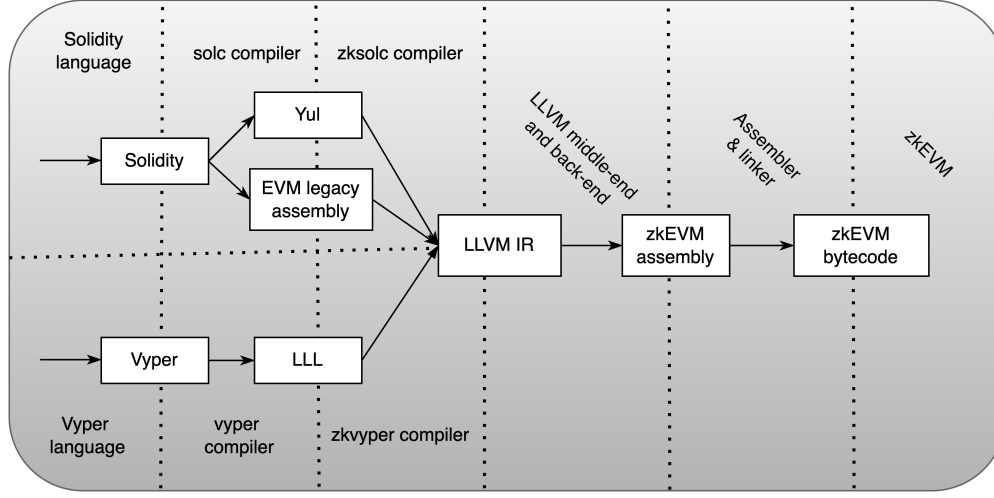 Solidity
language
solc compiler
zksolc compiler
Yul
Solidity
EVM legacy
assembly
LLVM middle-end
and back-end
Assembler
& linker
zkEVM
LLVM IR
zkEVM
assembly
zkEVM
bytecode
Vyper
LLL
Vyper
language
vyper
compiler
zkvyper compiler